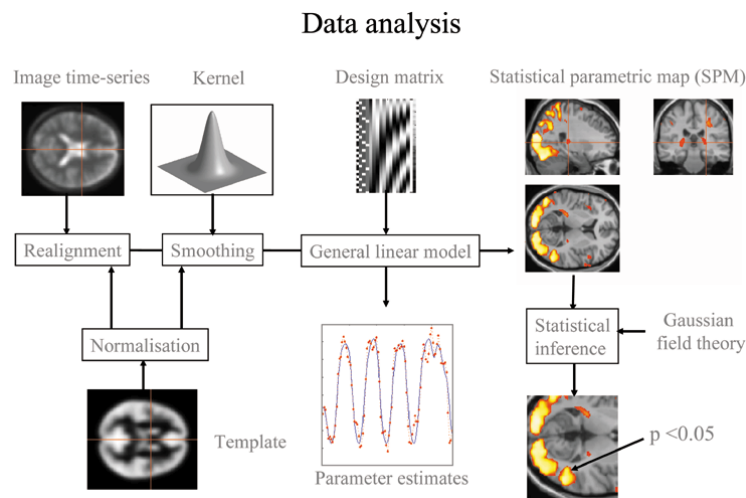 Data analysis
Image time-series
Kernel
Design matrix
Statistical parametric map (SPM)
Realignment
Smoothing
General linear model
Normalisation
Statistical
inference
Gaussian
field theory
Template
Parameter estimates
p <0.05